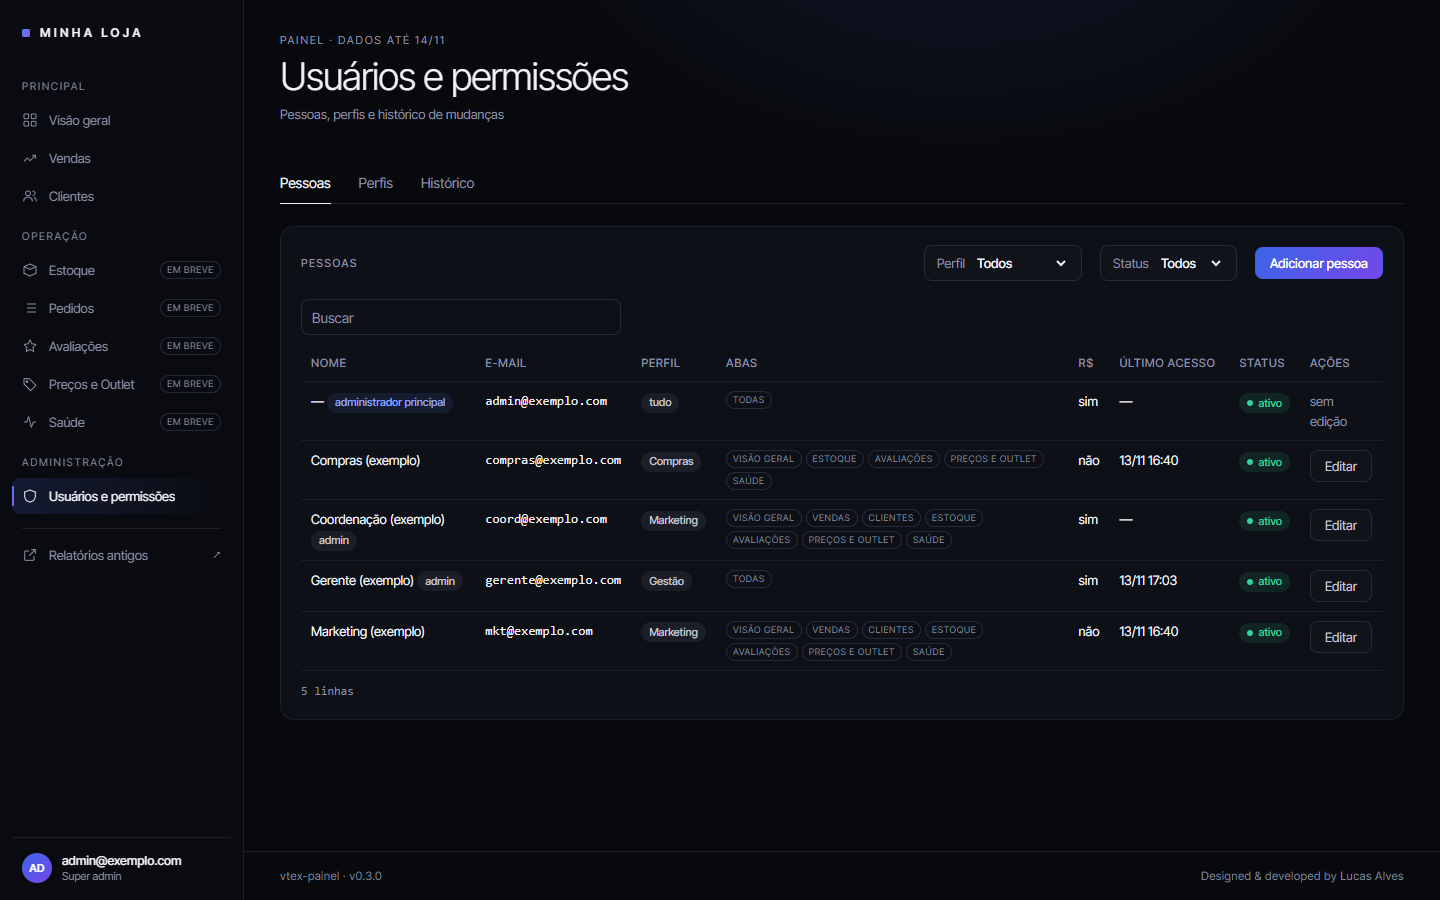 MINHA LOJA
PRINCIPAL
Visão geral
Vendas
Clientes
OPERAÇÃO
Estoque EM BREVE
Pedidos EM BREVE
Avaliações EM BREVE
Preços e Outlet EM BREVE
Saúde EM BREVE
ADMINISTRAÇÃO
Usuários e permissões
Relatórios antigos ↗
AD admin@exemplo.com
Super admin
PAINEL · DADOS ATÉ 14/11
Usuários e permissões
Pessoas, perfis e histórico de mudanças
Pessoas Perfis Histórico
PESSOAS Perfil Todos Status Todos Adicionar pessoa
Buscar
NOME E-MAIL PERFIL ABAS R$ ÚLTIMO ACESSO STATUS AÇÕES
— administrador principal admin@exemplo.com tudo TODAS sim — ativo sem
edição
Compras (exemplo) compras@exemplo.com Compras VISÃO GERAL ESTOQUE AVALIAÇÕES PREÇOS E OUTLET não 13/11 16:40 ativo Editar
SAÚDE
Coordenação (exemplo) coord@exemplo.com Marketing VISÃO GERAL VENDAS CLIENTES ESTOQUE sim — ativo Editar
admin AVALIAÇÕES PREÇOS E OUTLET SAÚDE
Gerente (exemplo) admin gerente@exemplo.com Gestão TODAS sim 13/11 17:03 ativo Editar
Marketing (exemplo) mkt@exemplo.com Marketing VISÃO GERAL VENDAS CLIENTES ESTOQUE não 13/11 16:40 ativo Editar
AVALIAÇÕES PREÇOS E OUTLET SAÚDE
5 linhas
vtex-painel · v0.3.0 Designed & developed by Lucas Alves